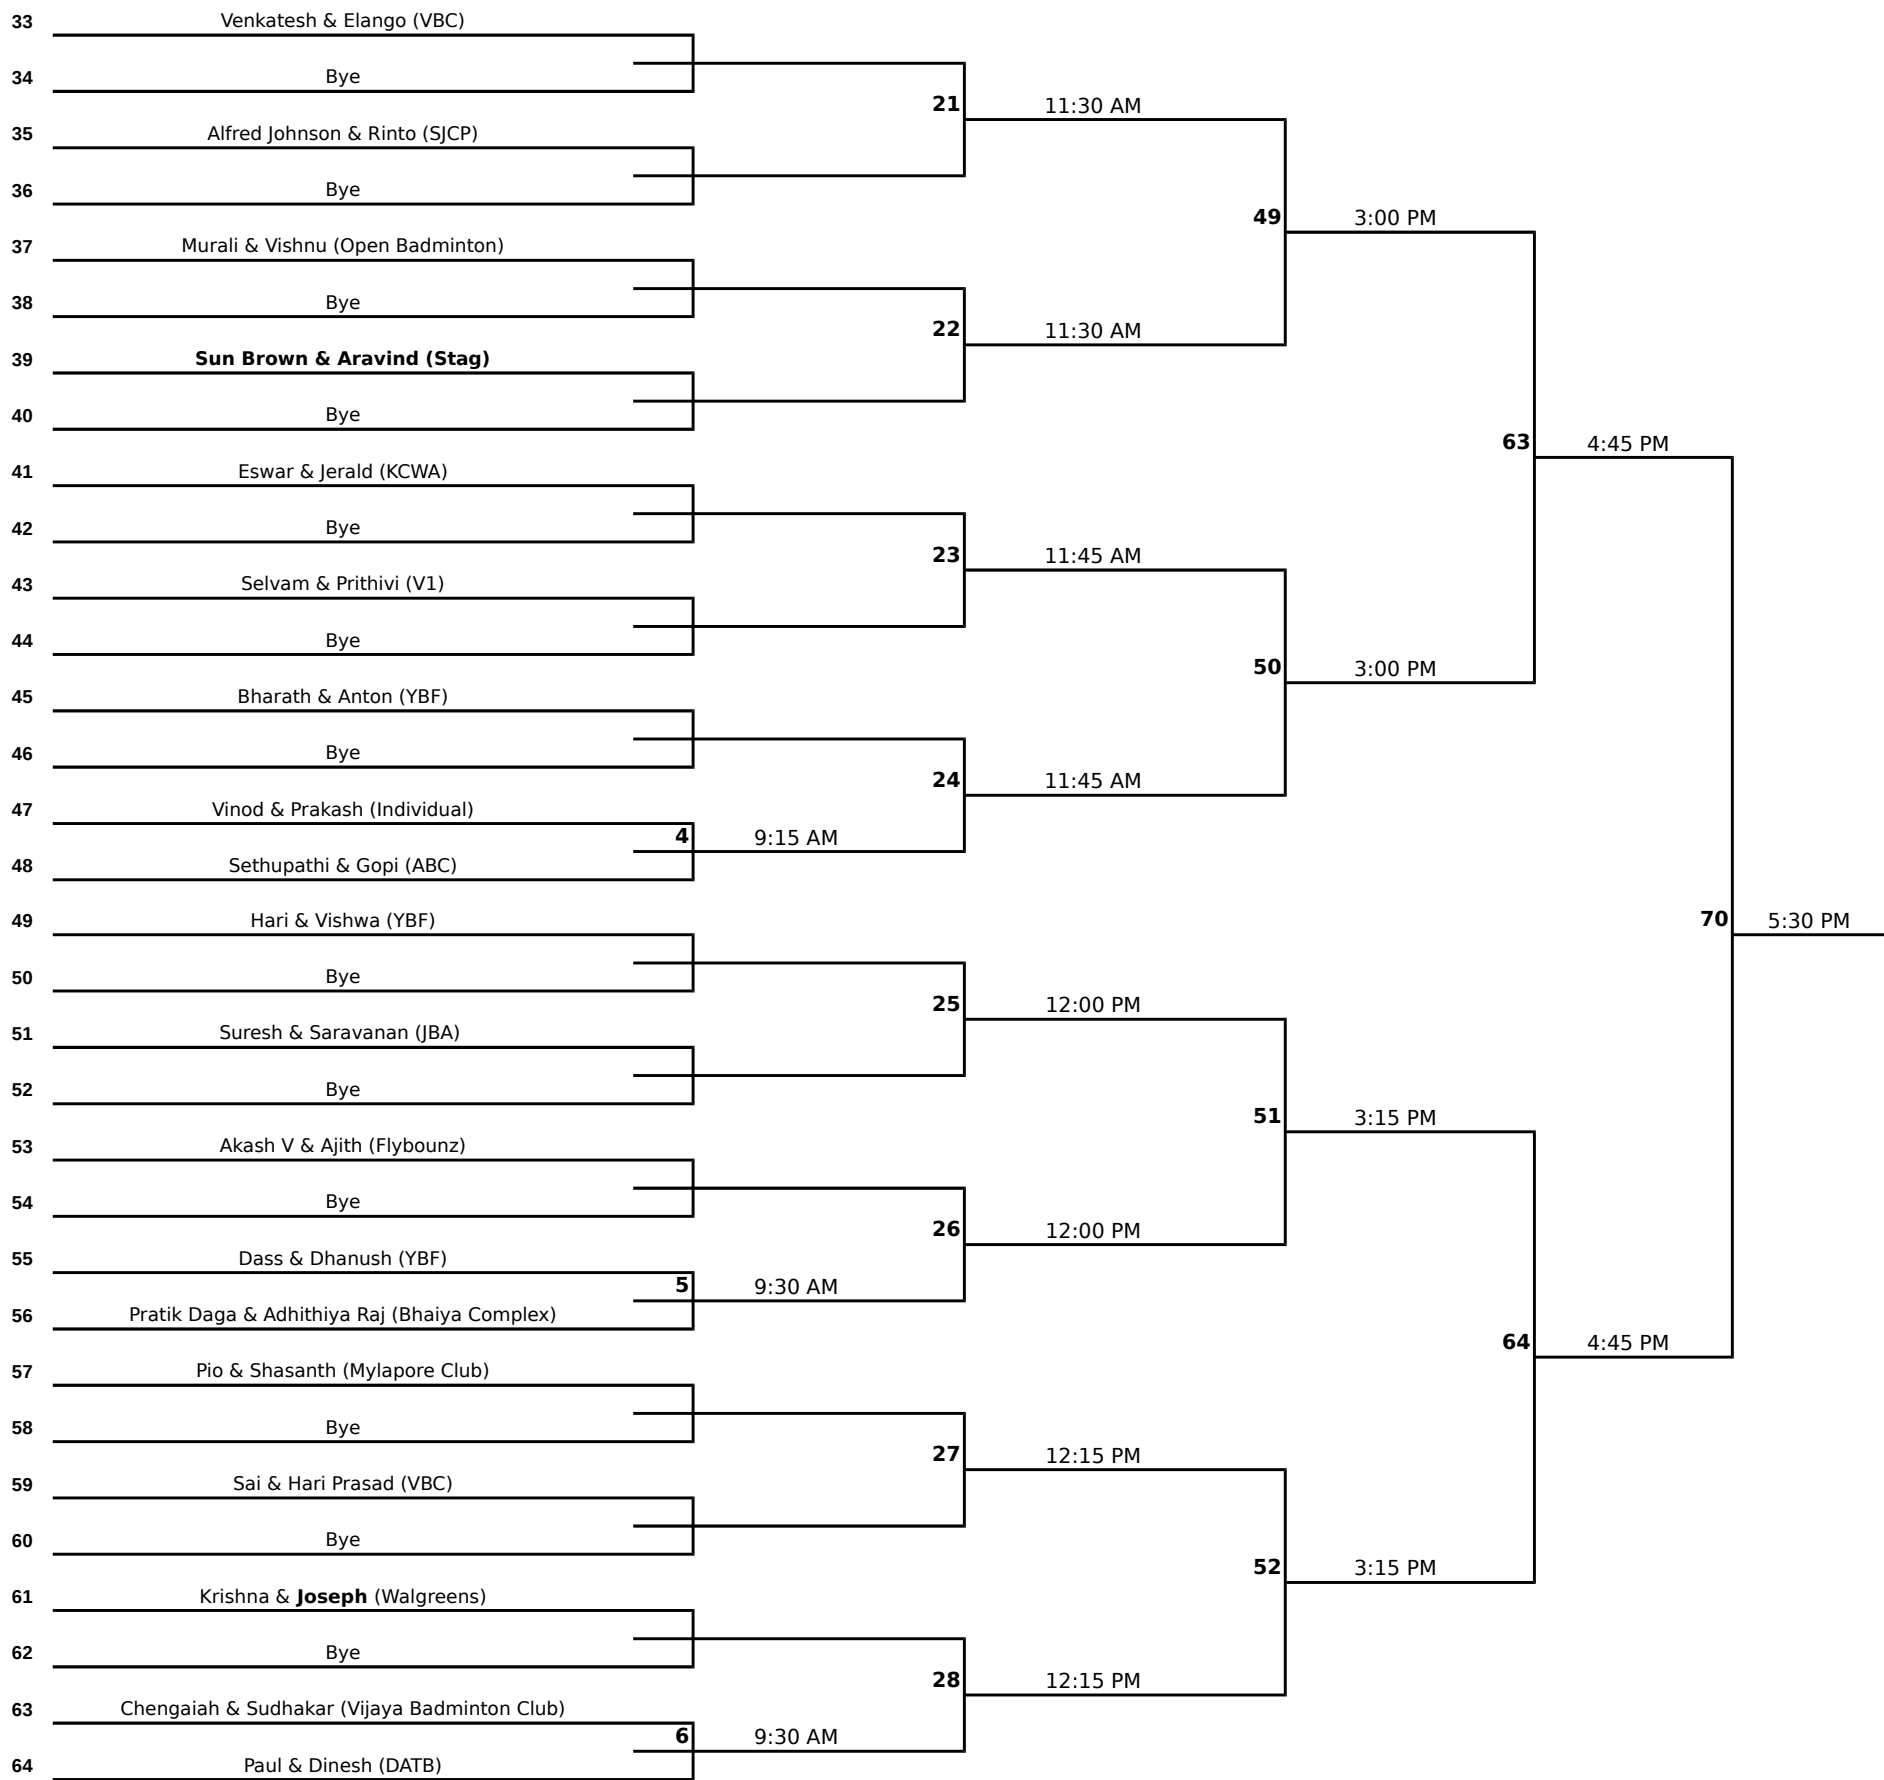 33 Venkatesh & Elango (VBC)
34 Bye
21 11:30 AM
35 Alfred Johnson & Rinto (SJCP)
36 Bye
49 3:00 PM
37 Murali & Vishnu (Open Badminton)
38 Bye
22 11:30 AM
39 Sun Brown & Aravind (Stag)
40 Bye
63 4:45 PM
41 Eswar & Jerald (KCWA)
42 Bye
23 11:45 AM
43 Selvam & Prithivi (V1)
44 Bye
50 3:00 PM
45 Bharath & Anton (YBF)
46 Bye
24 11:45 AM
47 Vinod & Prakash (Individual)
4 9:15 AM
48 Sethupathi & Gopi (ABC)
49 Hari & Vishwa (YBF)
70 5:30 PM
50 Bye
25 12:00 PM
51 Suresh & Saravanan (JBA)
52 Bye
51 3:15 PM
53 Akash V & Ajith (Flybounz)
54 Bye
26 12:00 PM
55 Dass & Dhanush (YBF)
5 9:30 AM
56 Pratik Daga & Adhithiya Raj (Bhaiya Complex)
64 4:45 PM
57 Pio & Shasanth (Mylapore Club)
58 Bye
27 12:15 PM
59 Sai & Hari Prasad (VBC)
60 Bye
52 3:15 PM
61 Krishna & Joseph (Walgreens)
62 Bye
28 12:15 PM
63 Chengaiah & Sudhakar (Vijaya Badminton Club)
6 9:30 AM
64 Paul & Dinesh (DATB)